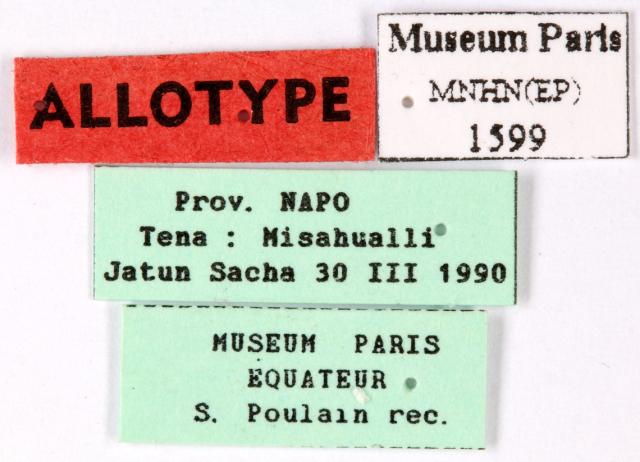 ALLOTYPE
Museum Paris
MNHN(EP)
1599
Prov. NAPO
Tena : Misahualli
Jatun Sacha 30 III 1990
MUSEUM PARIS
EQUATEUR
S. Poulain rec.